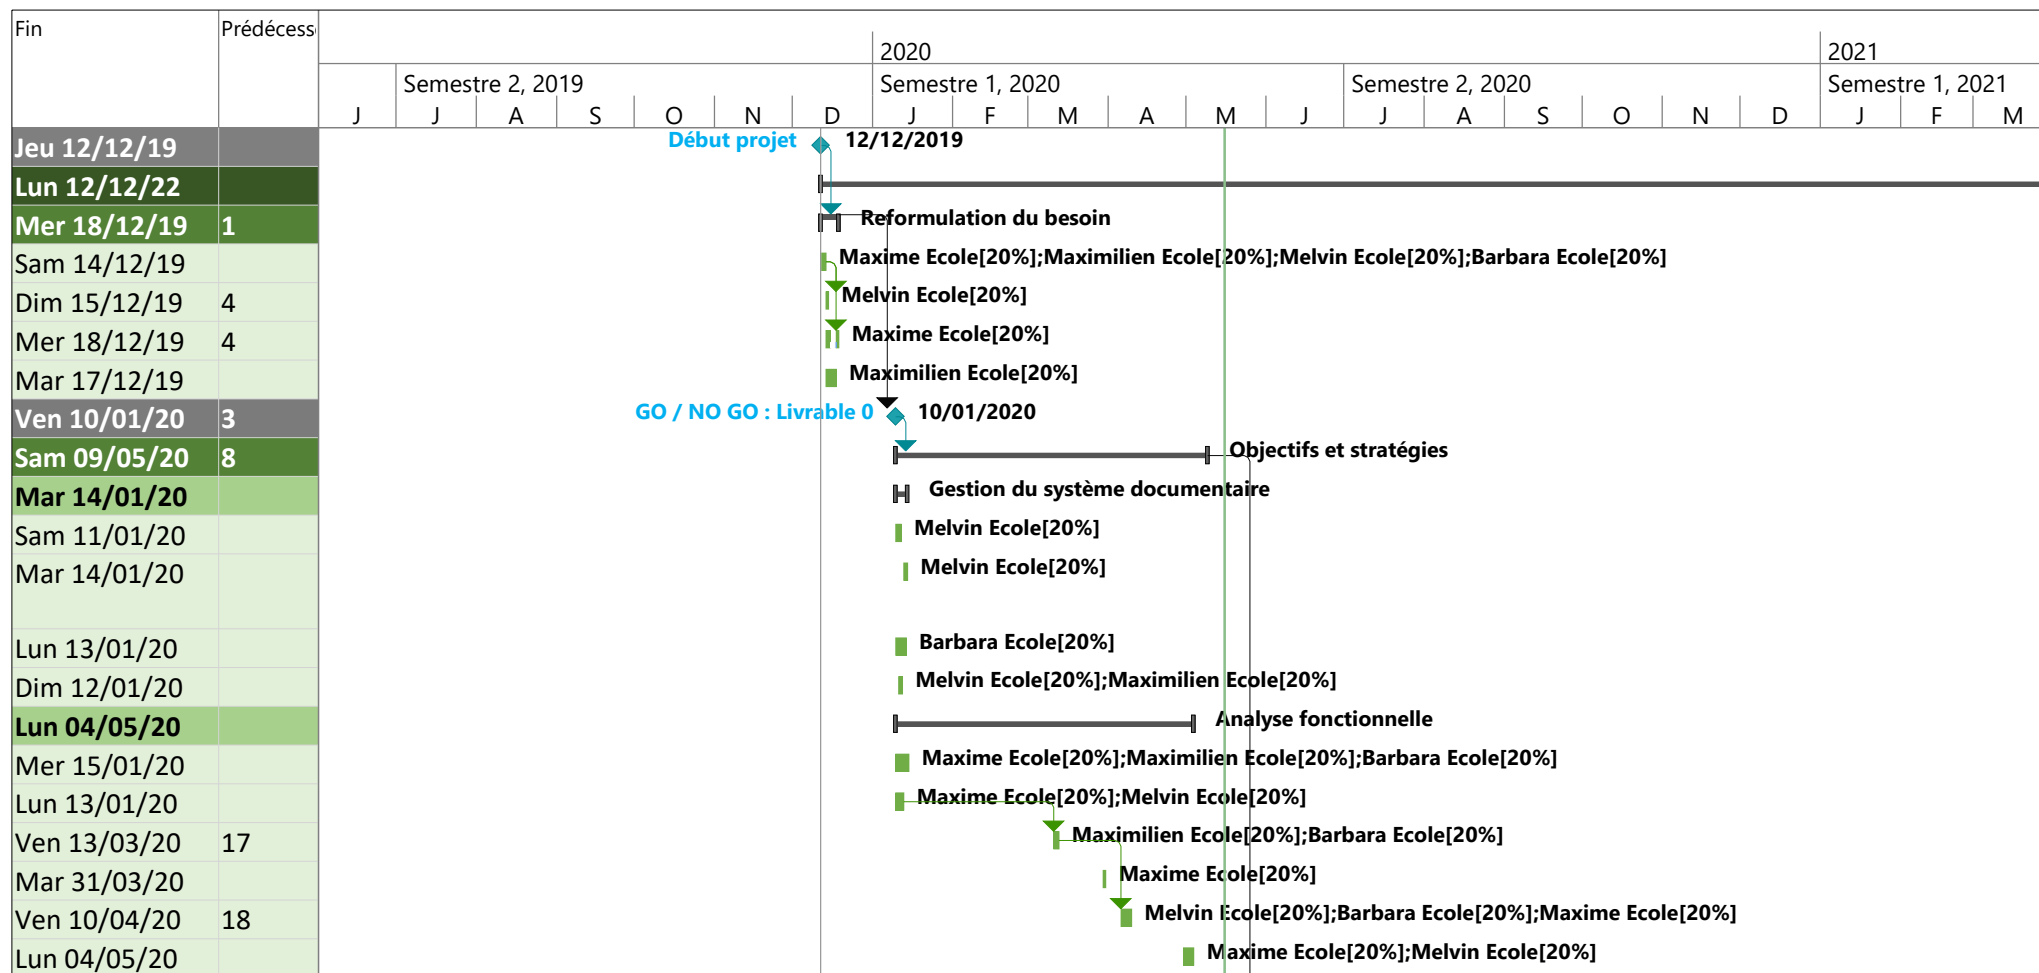 Fin Prédécess
2020 2021
Semestre 2, 2019 Semestre 1, 2020 Semestre 2, 2020 Semestre 1, 2021
J J A S O N D J F M A M J J A S O N D J F M
Jeu 12/12/19 Début projet 12/12/2019
Lun 12/12/22
Mer 18/12/19 1 Reformulation du besoin
Sam 14/12/19 Maxime Ecole[20%];Maximilien Ecole[20%];Melvin Ecole[20%];Barbara Ecole[20%]
Dim 15/12/19 4 Melvin Ecole[20%]
Mer 18/12/19 4 Maxime Ecole[20%]
Mar 17/12/19 Maximilien Ecole[20%]
Ven 10/01/20 3 GO / NO GO : Livrable 0 10/01/2020
Sam 09/05/20 8 Objectifs et stratégies
Mar 14/01/20 Gestion du système documentaire
Sam 11/01/20 Melvin Ecole[20%]
Mar 14/01/20 Melvin Ecole[20%]
Lun 13/01/20 Barbara Ecole[20%]
Dim 12/01/20 Melvin Ecole[20%];Maximilien Ecole[20%]
Lun 04/05/20 Analyse fonctionnelle
Mer 15/01/20 Maxime Ecole[20%];Maximilien Ecole[20%];Barbara Ecole[20%]
Lun 13/01/20 Maxime Ecole[20%];Melvin Ecole[20%]
Ven 13/03/20 17 Maximilien Ecole[20%];Barbara Ecole[20%]
Mar 31/03/20 Maxime Ecole[20%]
Ven 10/04/20 18 Melvin Ecole[20%];Barbara Ecole[20%];Maxime Ecole[20%]
Lun 04/05/20 Maxime Ecole[20%];Melvin Ecole[20%]